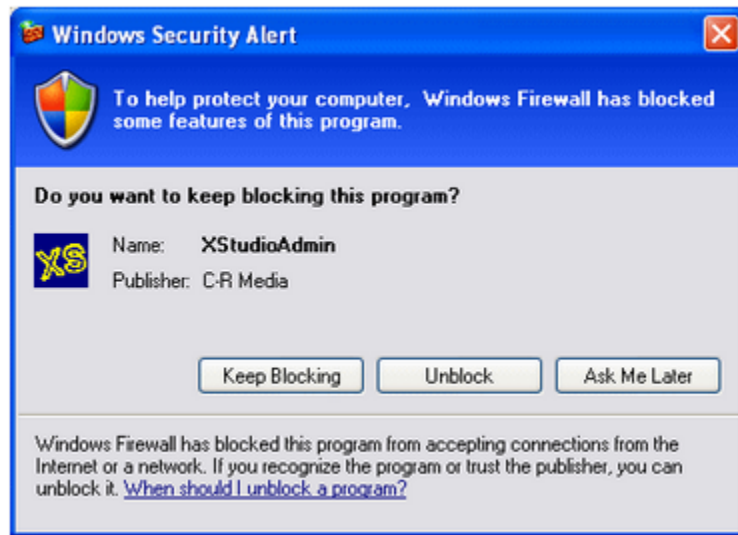 Windows Security Alert
To help protect your computer, Windows Firewall has blocked
some features of this program.
Do you want to keep blocking this program?
XS
Name: XStudioAdmin
Publisher: C-R Media
Keep Blocking Unblock Ask Me Later
Windows Firewall has blocked this program from accepting connections from the
Internet or a network. If you recognize the program or trust the publisher, you can
unblock it. When should I unblock a program?